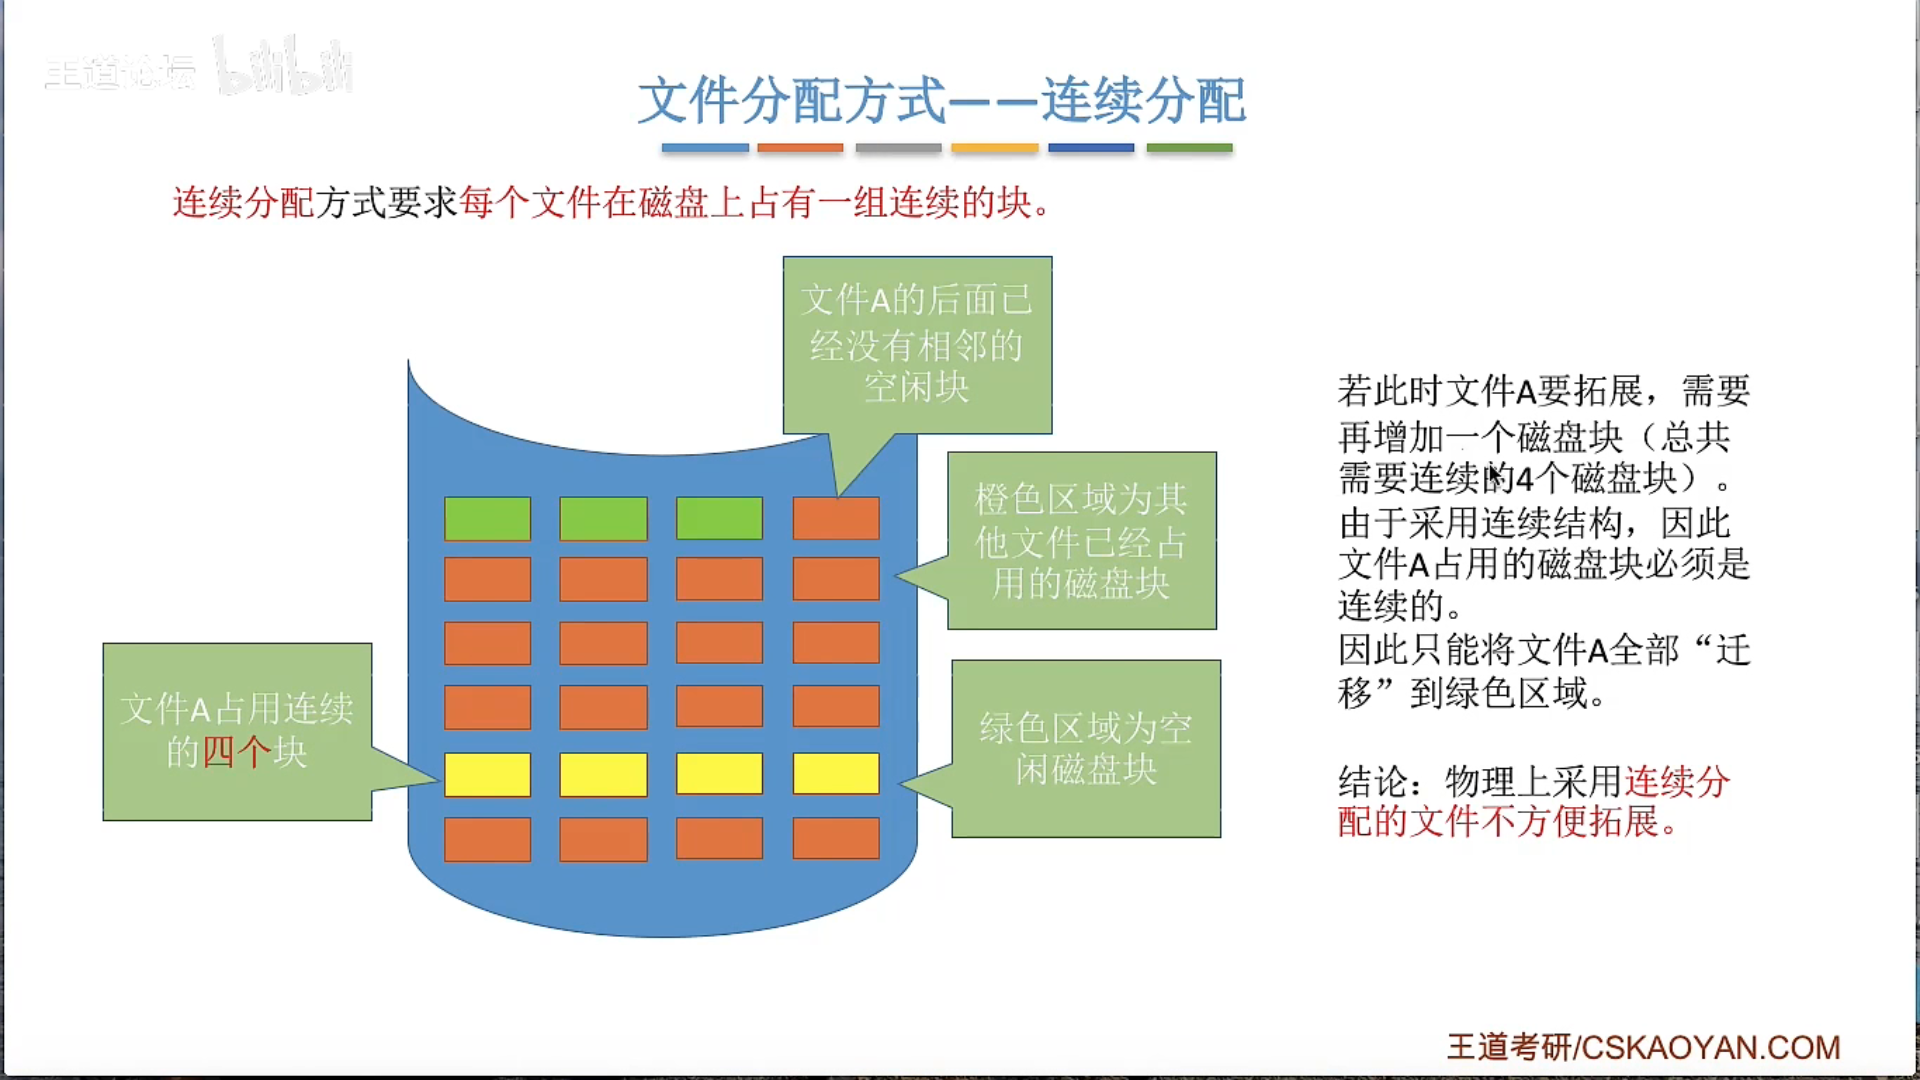 王道论坛 bilibili
文件分配方式——连续分配
连续分配方式要求每个文件在磁盘上占有一组连续的块。
文件A的后面已
经没有相邻的
空闲块
橙色区域为其
他文件已经占
用的磁盘块
文件A占用连续
的四个块
绿色区域为空
闲磁盘块
若此时文件A要拓展，需要
再增加一个磁盘块（总共
需要连续的4个磁盘块）。
由于采用连续结构，因此
文件A占用的磁盘块必须是
连续的。
因此只能将文件A全部“迁
移”到绿色区域。
结论：物理上采用连续分
配的文件不方便拓展。
王道考研/CSKAOYAN.COM